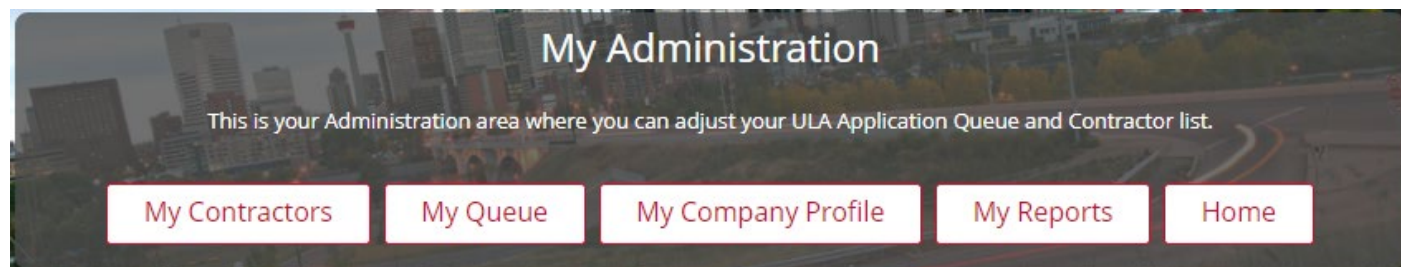 My Administration
This is your Administration area where you can adjust your ULA Application Queue and Contractor list.
My Contractors My Queue My Company Profile My Reports Home